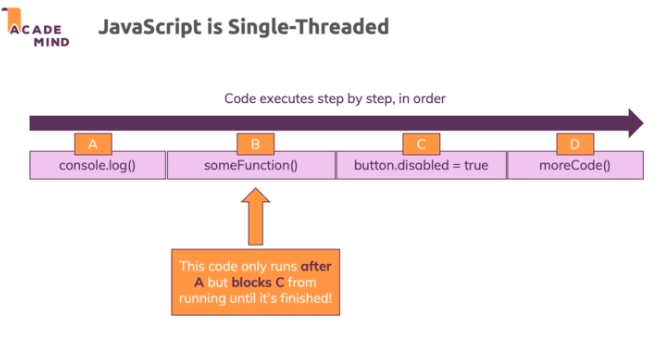 ACADE
MIND
JavaScript is Single-Threaded
Code executes step by step, in order
A
B
C
D
console.log()
someFunction()
button.disabled = true
moreCode()
This code only runs after
A but blocks C from
running until it's finished!